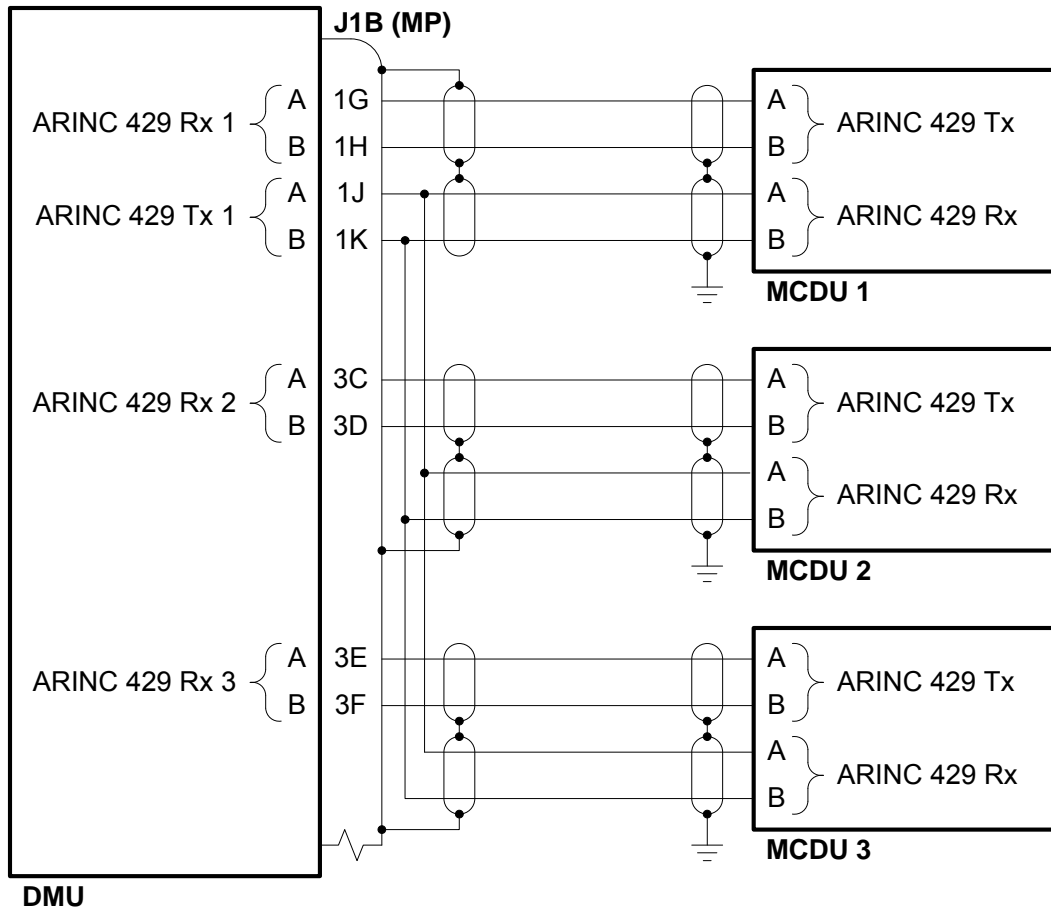 J1B (MP)
ARINC 429 Rx 1 A 1G A ARINC 429 Tx
B 1H B
ARINC 429 Tx 1 A 1J A ARINC 429 Rx
B 1K B
MCDU 1
ARINC 429 Rx 2 A 3C A ARINC 429 Tx
B 3D B
A ARINC 429 Rx
B
MCDU 2
ARINC 429 Rx 3 A 3E A ARINC 429 Tx
B 3F B
A ARINC 429 Rx
B
MCDU 3
DMU